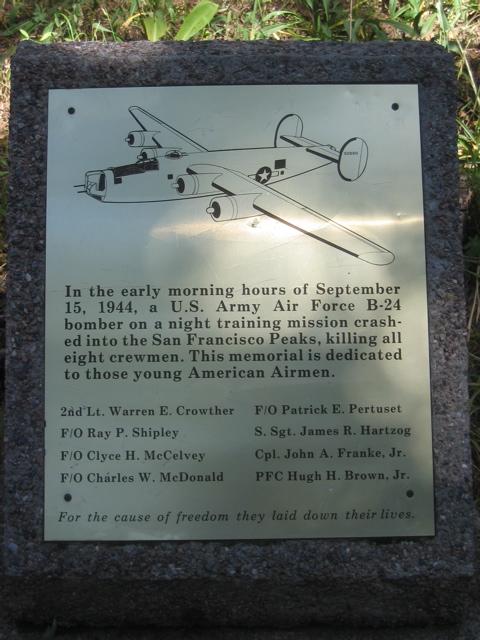 In the early morning hours of September
15, 1944, a U.S. Army Air Force B-24
bomber on a night training mission crash-
ed into the San Francisco Peaks, killing all
eight crewmen. This memorial is dedicated
to those young American Airmen.
2nd Lt. Warren E. Crowther
F/O Ray P. Shipley
F/O Clyce H. McCelvey
F/O Charles W. McDonald
F/O Patrick E. Pertuset
S. Sgt. James R. Hartzog
Cpl. John A. Franke, Jr.
PFC Hugh H. Brown, Jr.
For the cause of freedom they laid down their lives.